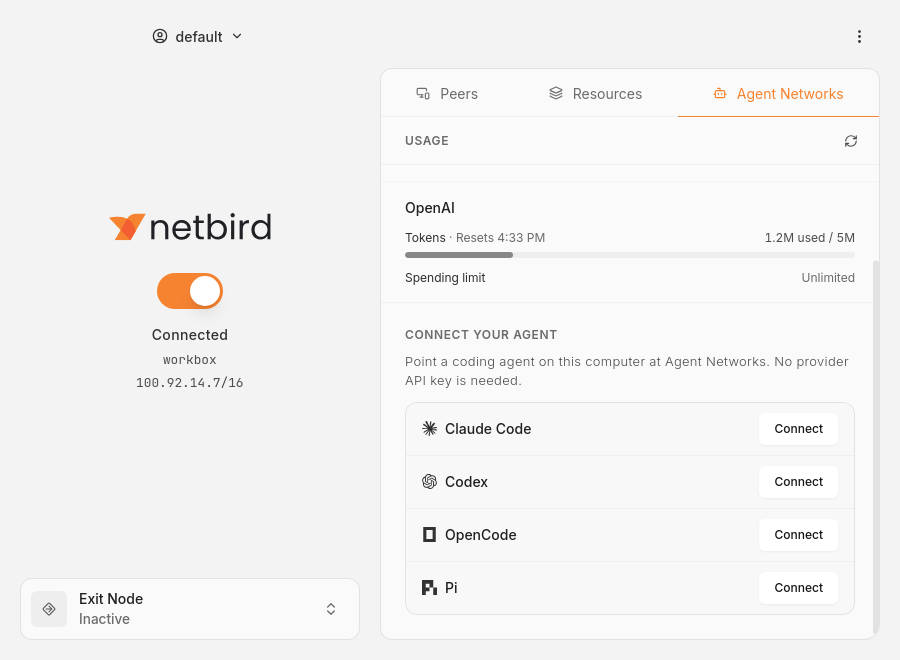 default
netbird
Connected
workbox
100.92.14.7/16
Exit Node
Inactive
Peers
Resources
Agent Networks
USAGE
OpenAI
Tokens · Resets 4:33 PM
1.2M used / 5M
Spending limit
Unlimited
CONNECT YOUR AGENT
Point a coding agent on this computer at Agent Networks. No provider
API key is needed.
Claude Code
Connect
Codex
Connect
OpenCode
Connect
Pi
Connect